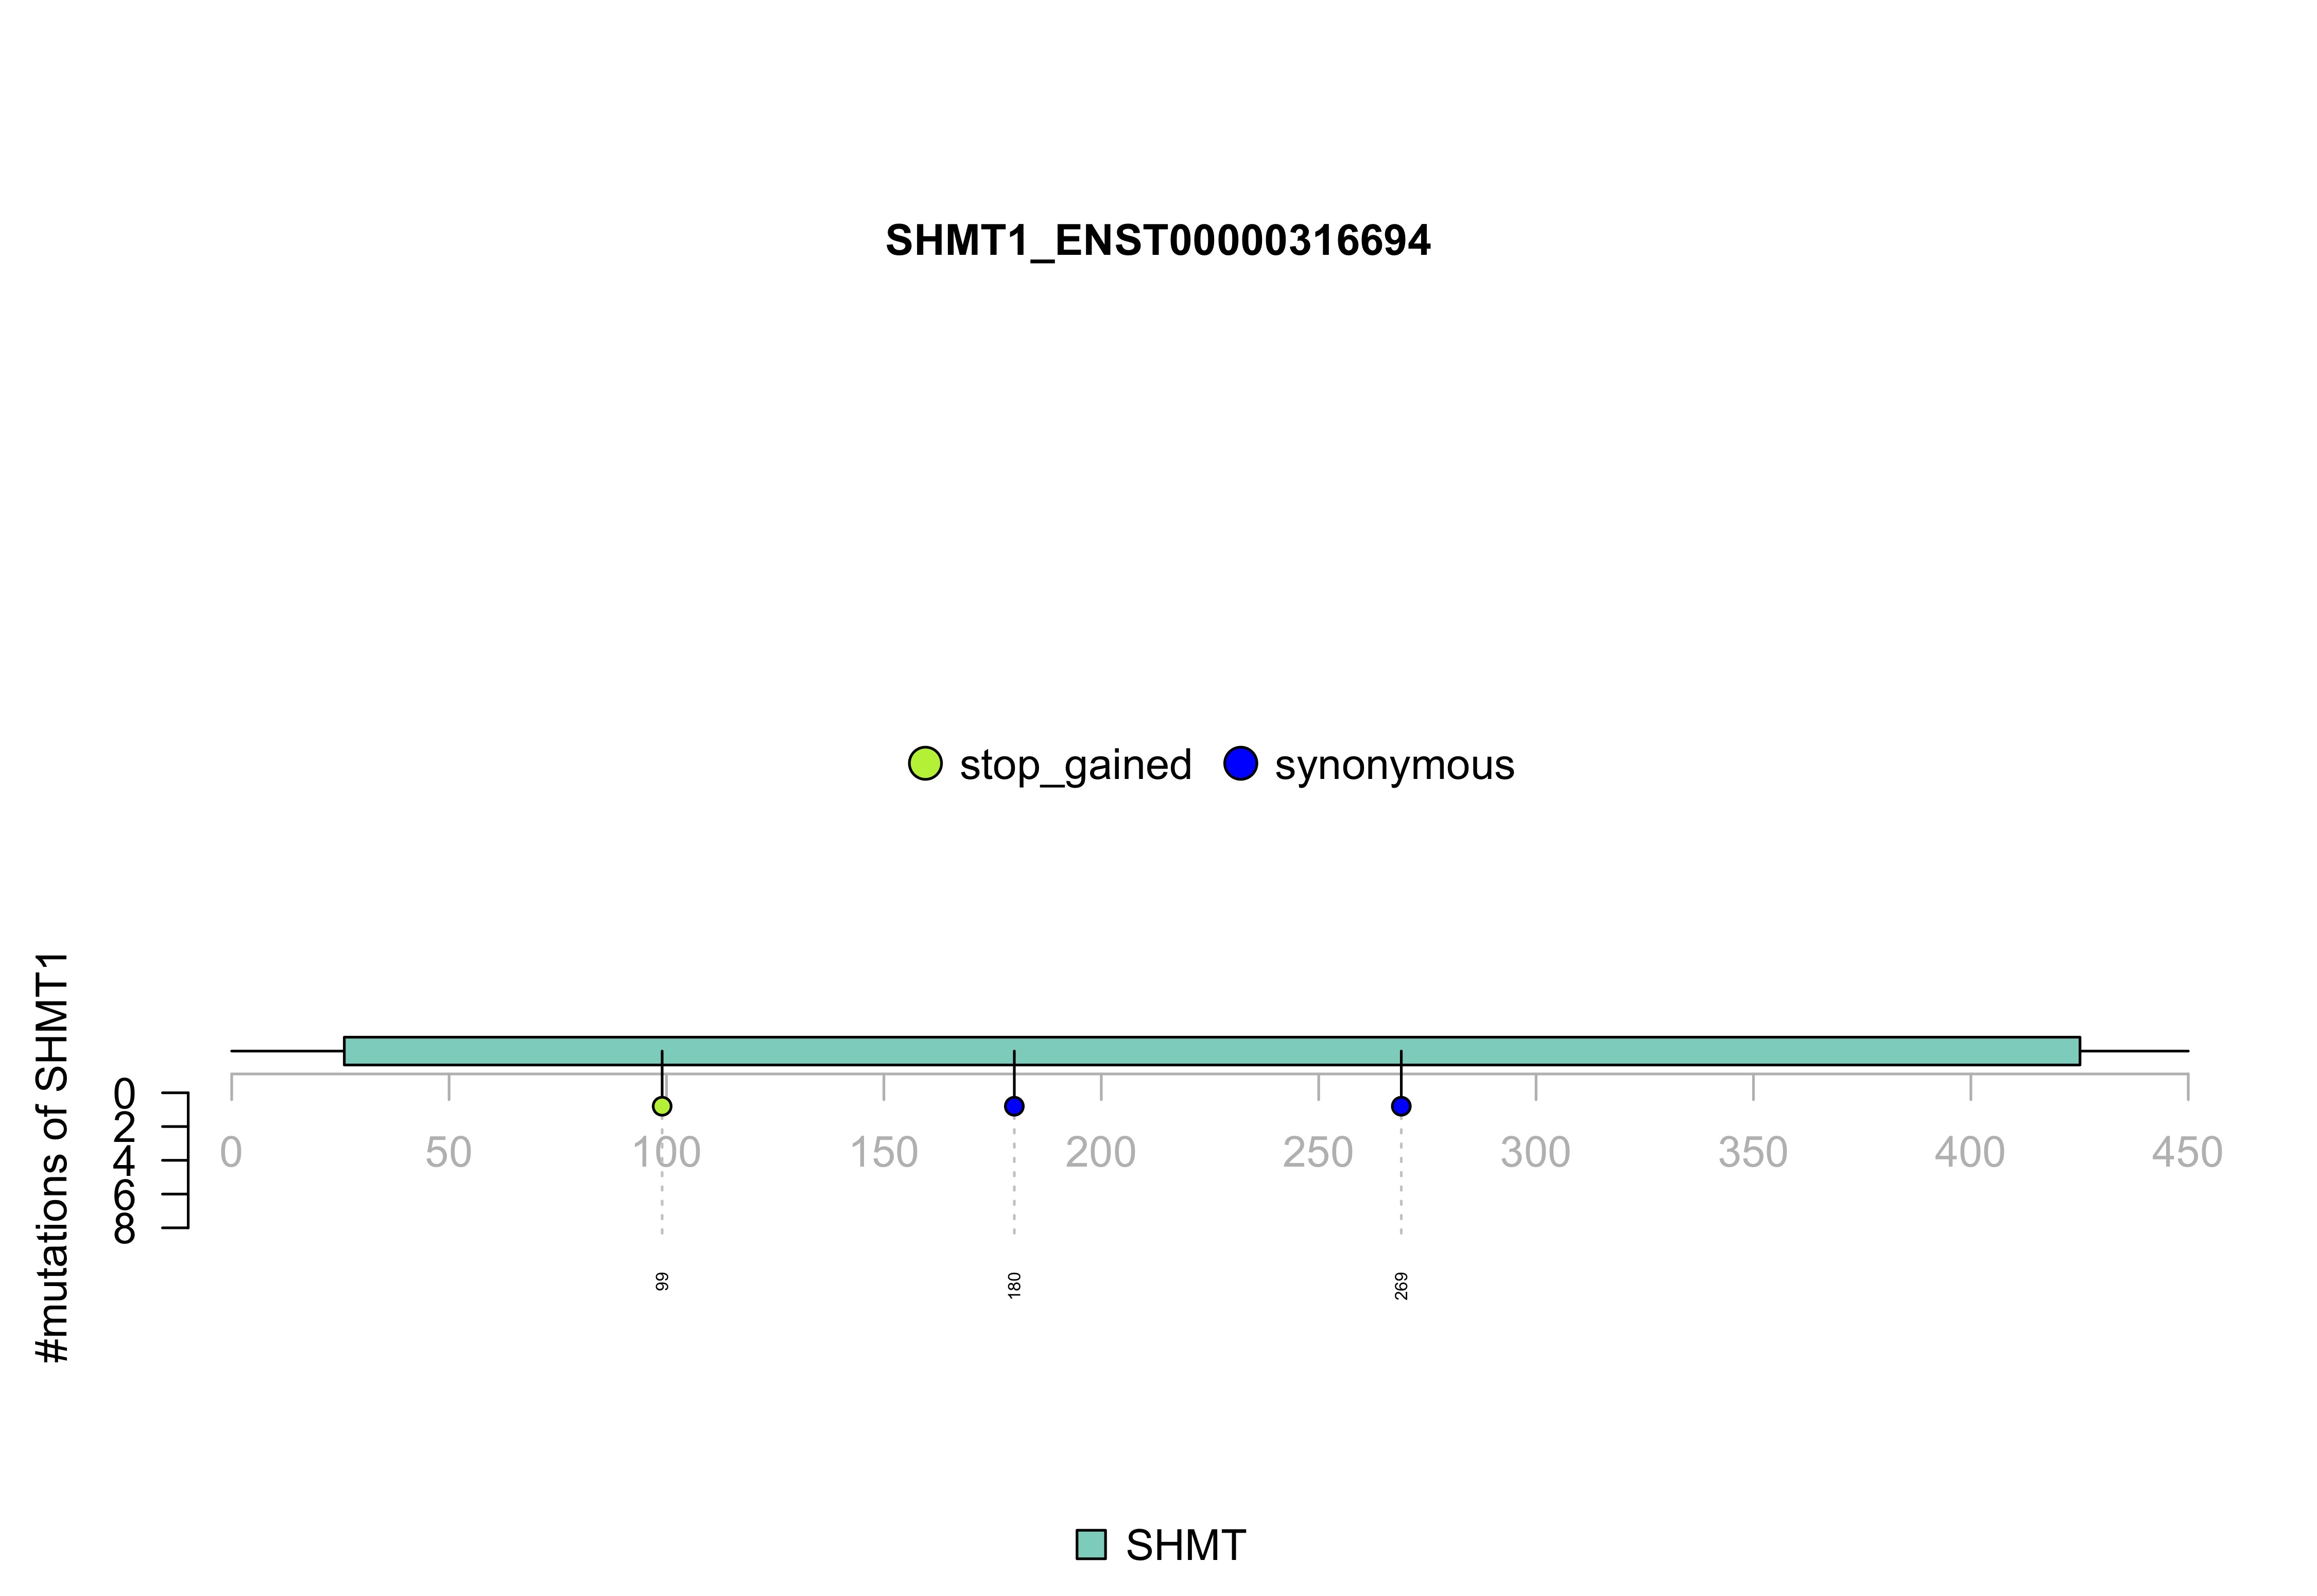 SHMT1_ENST00000316694
stop_gained synonymous
#mutations of SHMT1
0
2
4
6
8
0 50 100 150 200 250 300 350 400 450
99 180 269
SHMT